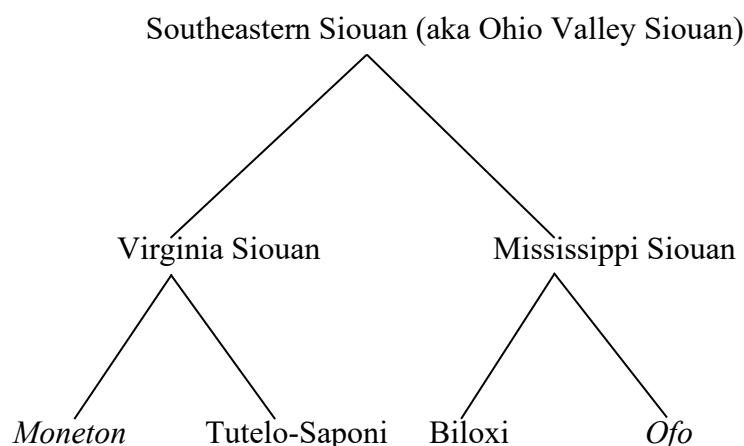 Southeastern Siouan (aka Ohio Valley Siouan)
Virginia Siouan Mississippi Siouan
Moneton Tutelo-Saponi Biloxi Ofo